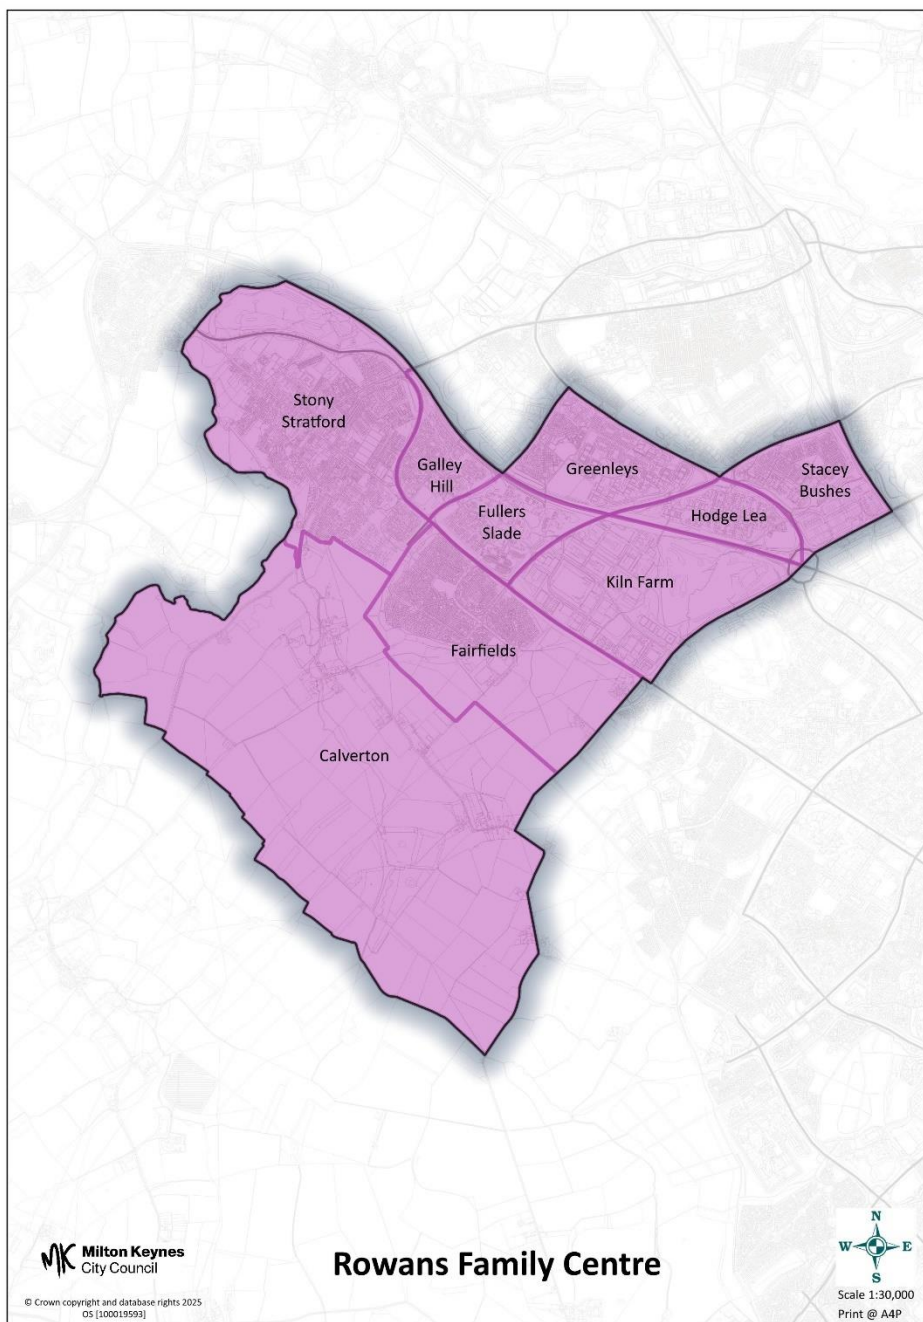 Stony
Stratford
Galley
Hill
Greenleys
Stacey
Bushes
Fullers
Slade
Hodge Lea
Kiln Farm
Fairfields
Calverton
MK Milton Keynes
City Council
Rowans Family Centre
N
W E
S
© Crown copyright and database rights 2025
OS [100019593]
Scale 1:30,000
Print @ A4P